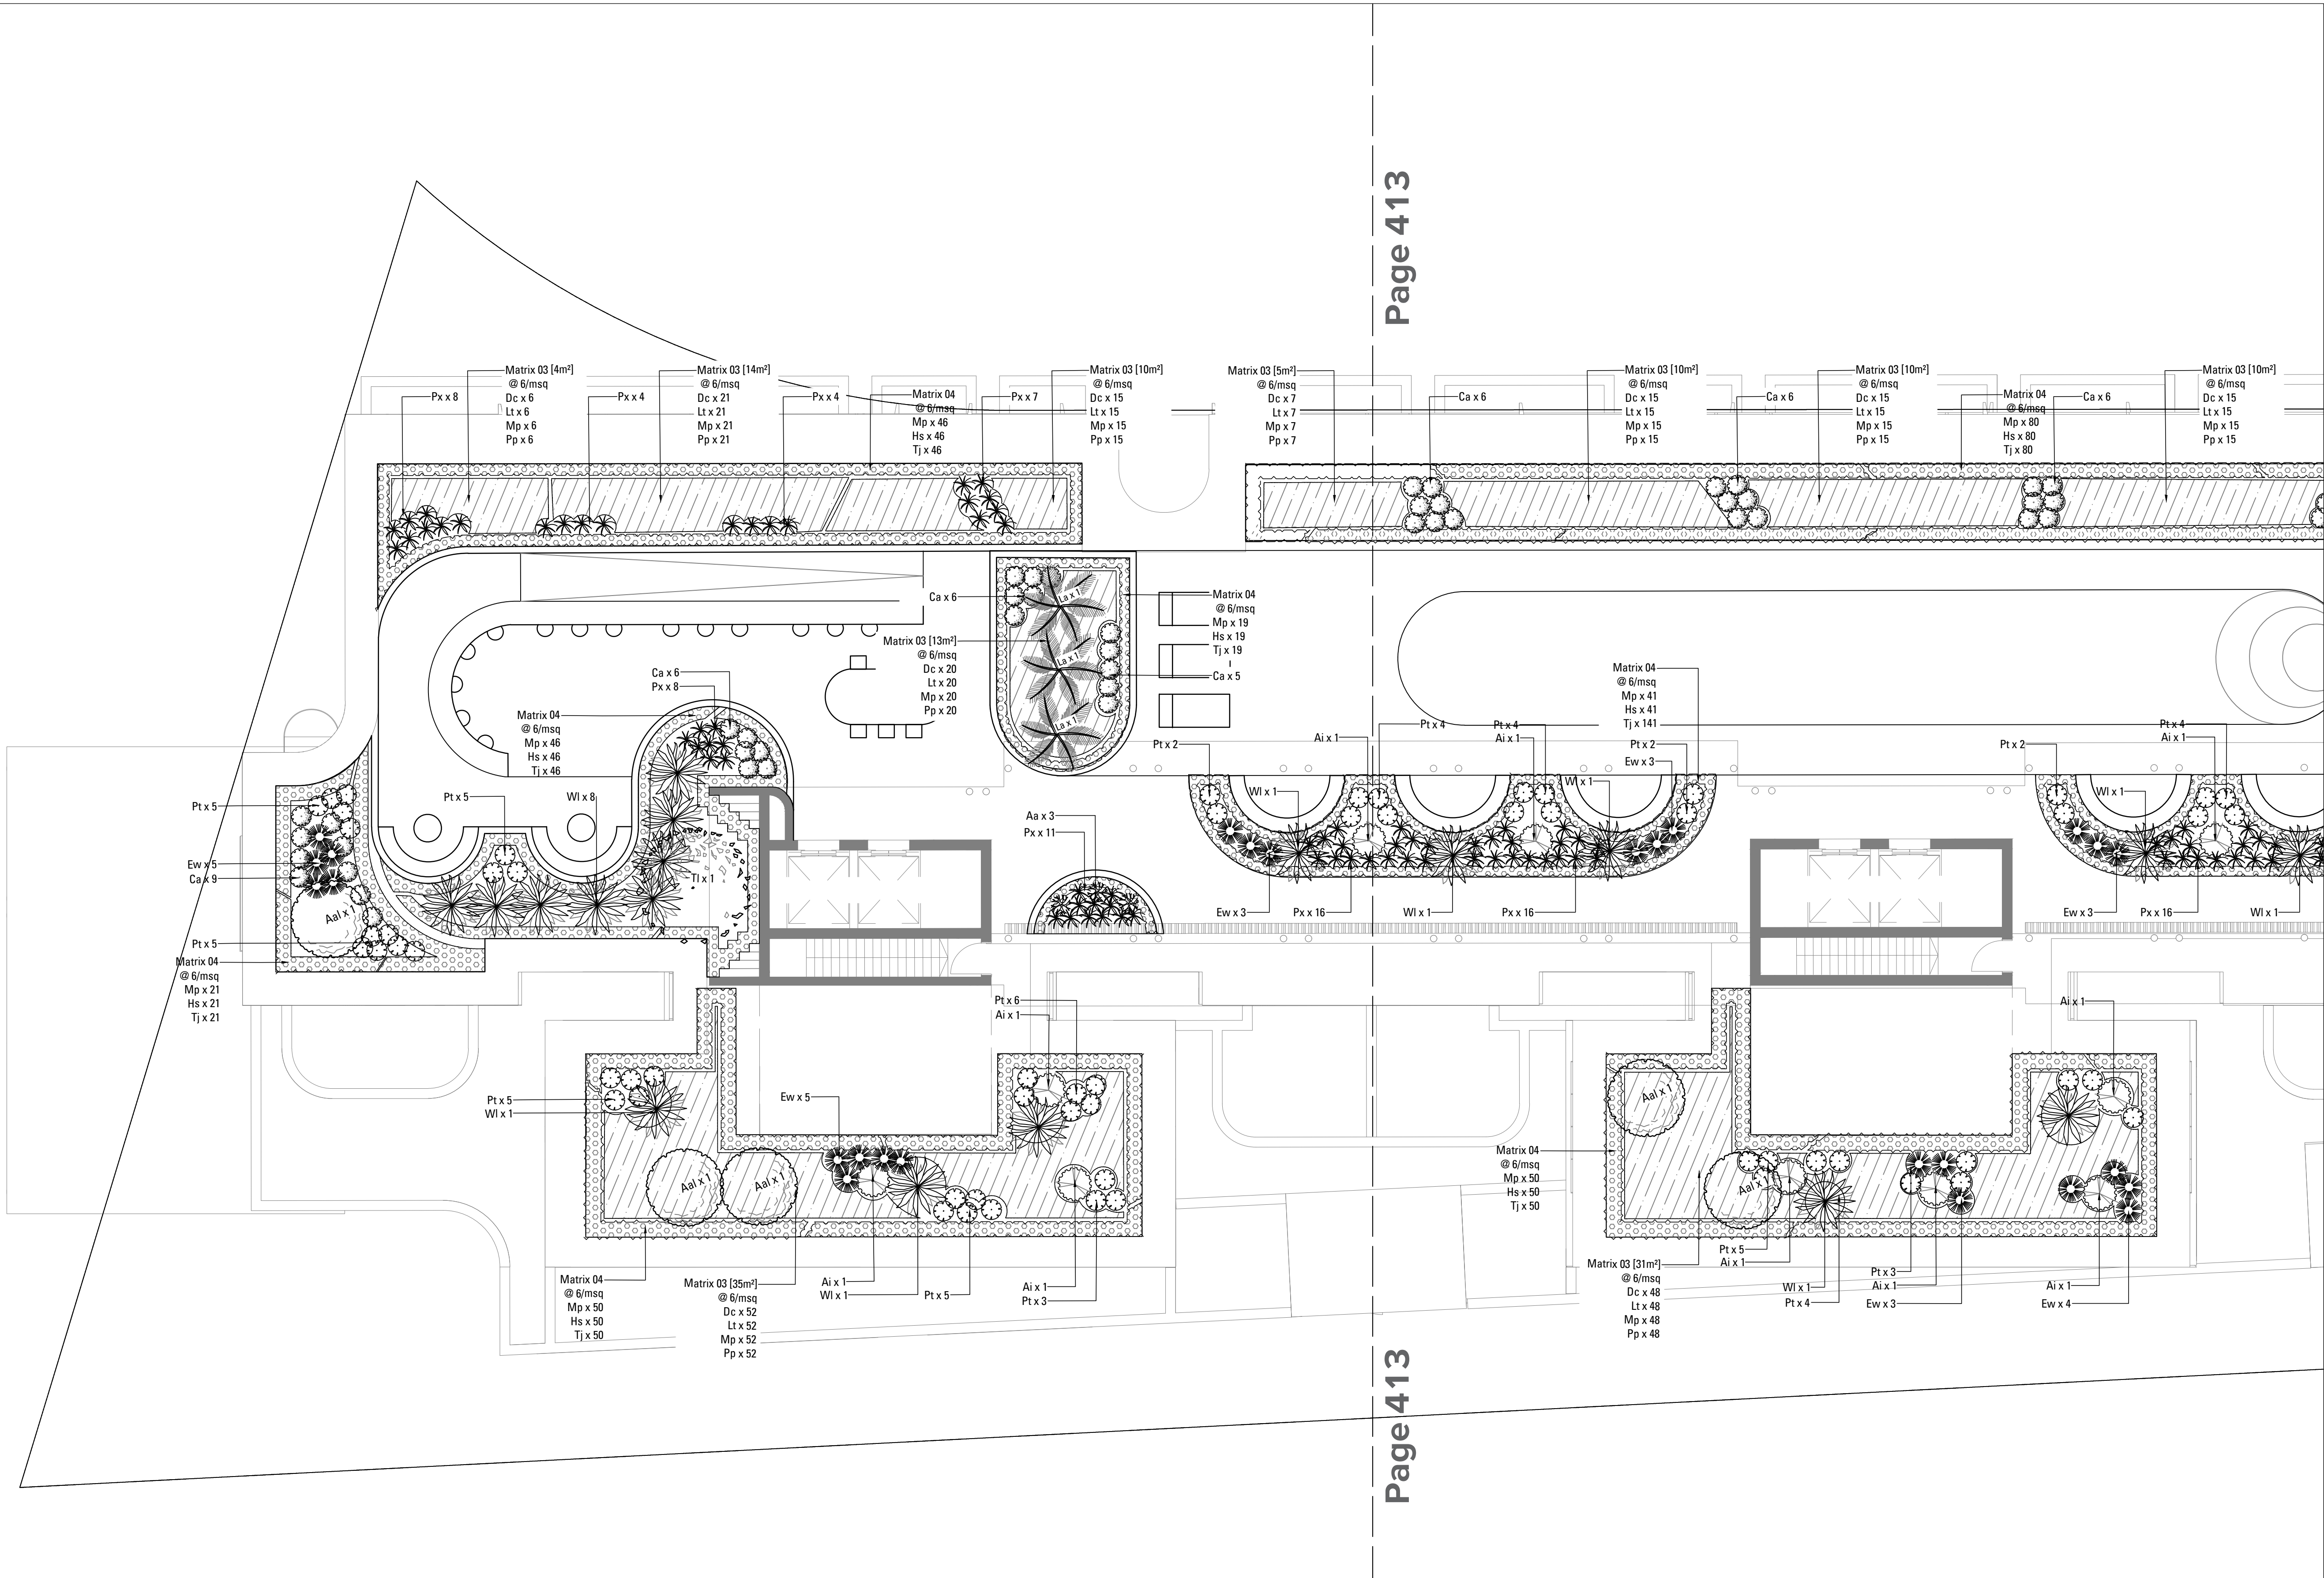 Page 413
Matrix 03 [4m²]
@ 6/msq
Dc x 6
Lt x 6
Mp x 6
Pp x 6
Px x 8
Matrix 03 [14m²]
@ 6/msq
Dc x 21
Lt x 21
Mp x 21
Pp x 21
Px x 4
Px x 4
Matrix 04
@ 6/msq
Mp x 46
Hs x 46
Tj x 46
Px x 7
Matrix 03 [10m²]
@ 6/msq
Dc x 15
Lt x 15
Mp x 15
Pp x 15
Matrix 03 [5m²]
@ 6/msq
Dc x 7
Lt x 7
Mp x 7
Pp x 7
Ca x 6
Matrix 03 [10m²]
@ 6/msq
Dc x 15
Lt x 15
Mp x 15
Pp x 15
Ca x 6
Matrix 03 [10m²]
@ 6/msq
Dc x 15
Lt x 15
Mp x 15
Pp x 15
Matrix 04
@ 6/msq
Mp x 80
Hs x 80
Tj x 80
Ca x 6
Matrix 03 [10m²]
@ 6/msq
Dc x 15
Lt x 15
Mp x 15
Pp x 15
Ca x 6
La x 1
La x 1
La x 1
Matrix 04
@ 6/msq
Mp x 19
Hs x 19
Tj x 19
Ca x 5
Matrix 03 [13m²]
@ 6/msq
Dc x 20
Lt x 20
Mp x 20
Pp x 20
Ca x 6
Px x 8
Matrix 04
@ 6/msq
Mp x 46
Hs x 46
Tj x 46
Matrix 04
@ 6/msq
Mp x 41
Hs x 41
Tj x 141
Pt x 2
Ai x 1
Pt x 4
Pt x 4
Ai x 1
Pt x 2
Ew x 3
Wl x 1
Wl x 1
Pt x 2
Pt x 4
Ai x 1
Wl x 1
Pt x 5
Pt x 5
Wl x 8
Ew x 5
Ca x 9
Aal x 1
Tl x 1
Aa x 3
Px x 11
Ew x 3
Px x 16
Wl x 1
Px x 16
Ew x 3
Px x 16
Wl x 1
Pt x 5
Matrix 04
@ 6/msq
Mp x 21
Hs x 21
Tj x 21
Pt x 6
Ai x 1
Ai x 1
Pt x 5
Wl x 1
Ew x 5
Aal x 1
Aal x 1
Aal x 1
Aal x 1
Matrix 04
@ 6/msq
Mp x 50
Hs x 50
Tj x 50
Matrix 04
@ 6/msq
Mp x 50
Hs x 50
Tj x 50
Matrix 03 [35m²]
@ 6/msq
Dc x 52
Lt x 52
Mp x 52
Pp x 52
Ai x 1
Wl x 1
Pt x 5
Ai x 1
Pt x 3
Matrix 03 [31m²]
@ 6/msq
Dc x 48
Lt x 48
Mp x 48
Pp x 48
Pt x 5
Ai x 1
Wl x 1
Pt x 4
Pt x 3
Ai x 1
Ew x 3
Ai x 1
Ew x 4
Page 413